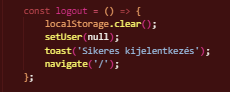 const logout = () => {
localStorage.clear();
setUser(null);
toast('Sikeres kijelentkezés');
navigate('/');
};